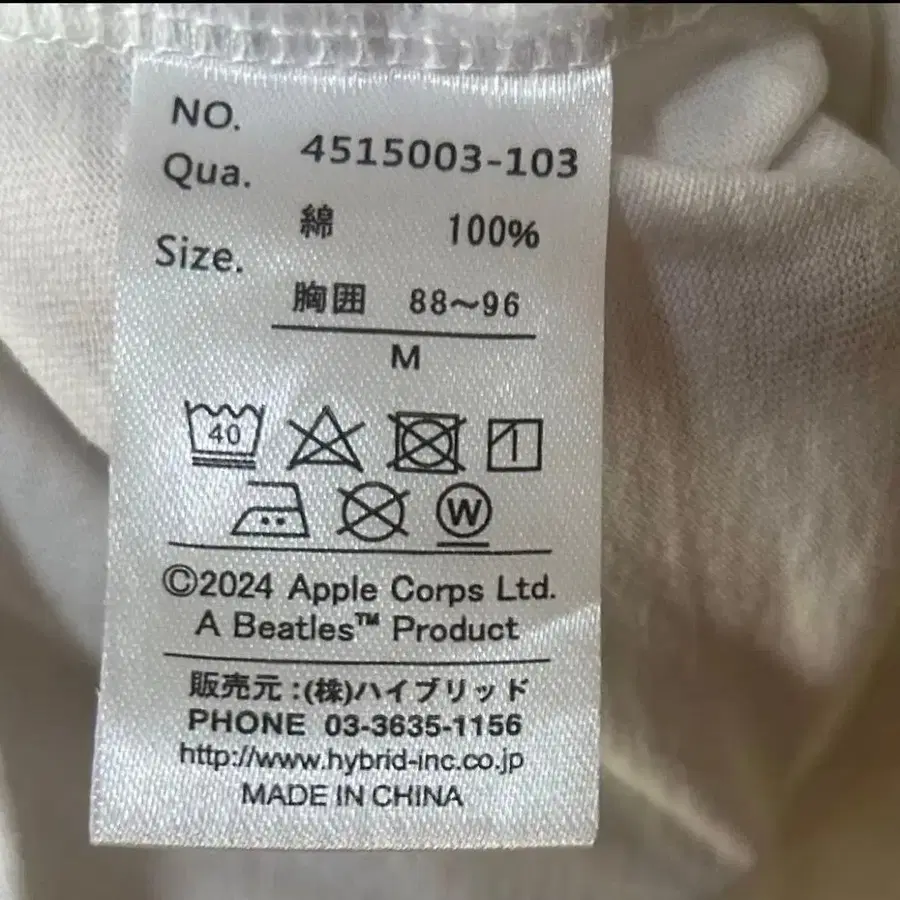 NO.
4515003-103
Qua.
綿 100%
Size.
胸囲 88〜96
M
40
W
©2024 Apple Corps Ltd.
A Beatles™ Product
販売元:(株)ハイブリッド
PHONE 03-3635-1156
http://www.hybrid-inc.co.jp
MADE IN CHINA